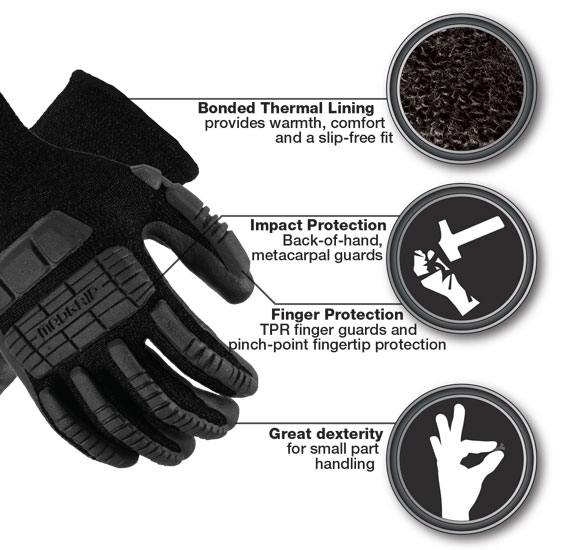 Bonded Thermal Lining
provides warmth, comfort
and a slip-free fit
Impact Protection
Back-of-hand,
metacarpal guards
MADGRIP
Finger Protection
TPR finger guards and
pinch-point fingertip protection
Great dexterity
for small part
handling